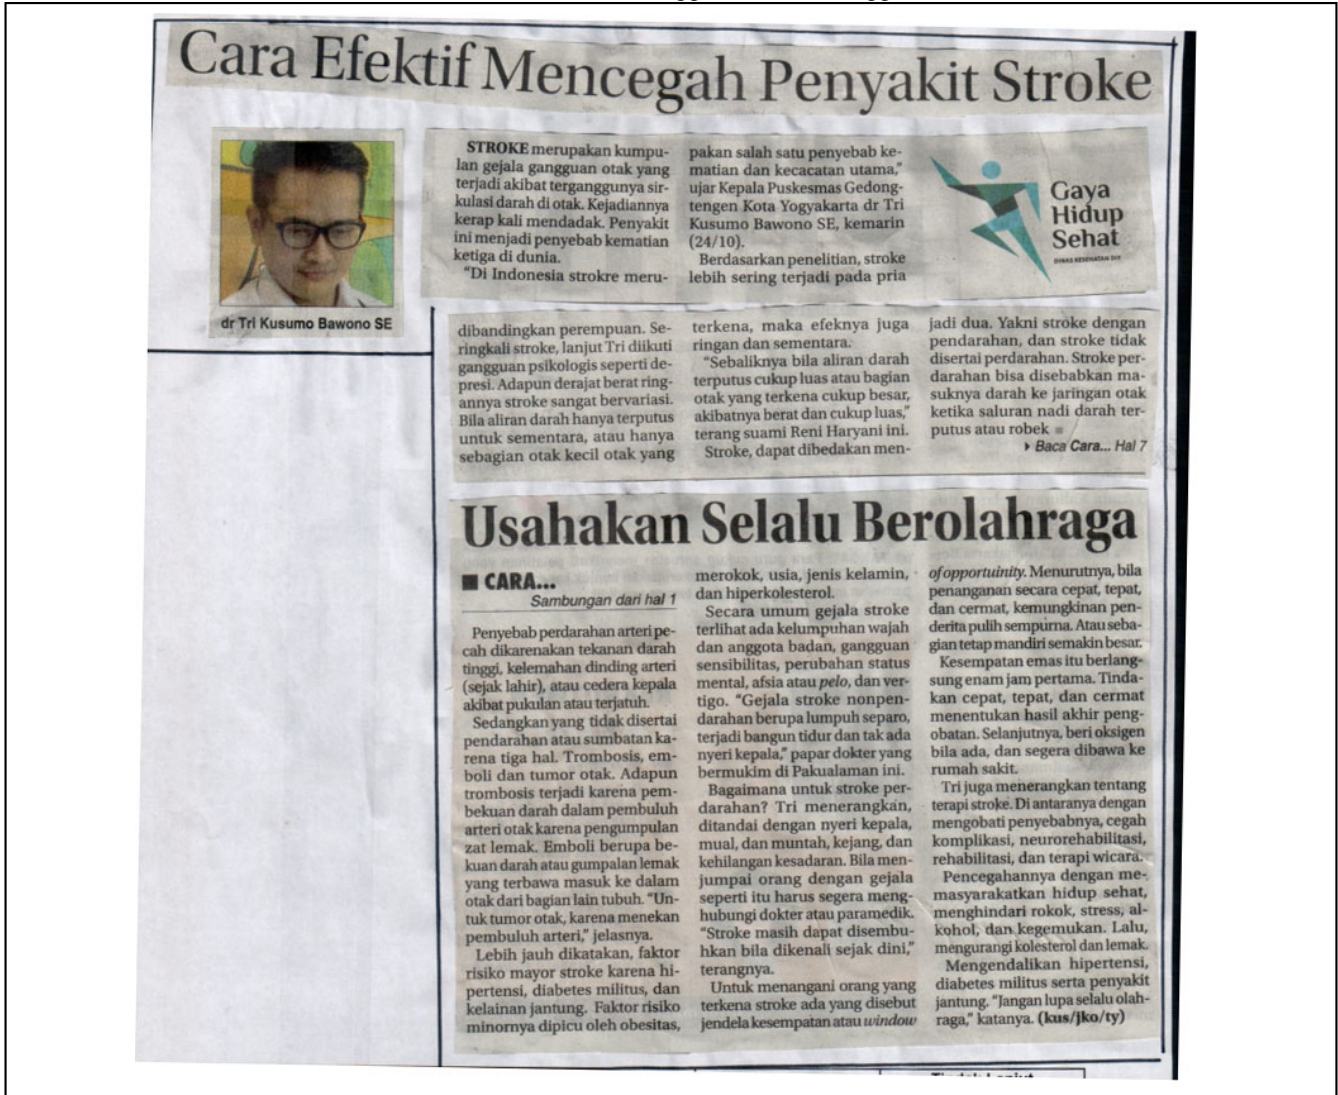 Cara Efektif Mencegah Penyakit Stroke
dr Tri Kusumo Bawono SE
STROKE merupakan kumpu-
lan gejala gangguan otak yang
terjadi akibat terganggunya sir-
kulasi darah di otak. Kejadiannya
kerap kali mendadak. Penyakit
ini menjadi penyebab kematian
ketiga di dunia.
"Di Indonesia strokre meru-
pakan salah satu penyebab ke-
matian dan kecacatan utama,"
ujar Kepala Puskesmas Gedong-
tengen Kota Yogyakarta dr Tri
Kusumo Bawono SE, kemarin
(24/10).
Berdasarkan penelitian, stroke
lebih sering terjadi pada pria
Gaya
Hidup
Sehat
DINAS KESEHATAN DIY
dibandingkan perempuan. Se-
ringkali stroke, lanjut Tri diikuti
gangguan psikologis seperti de-
presi. Adapun derajat berat ring-
annya stroke sangat bervariasi.
Bila aliran darah hanya terputus
untuk sementara, atau hanya
sebagian otak kecil otak yang
terkena, maka efeknya juga
ringan dan sementara.
"Sebaliknya bila aliran darah
terputus cukup luas atau bagian
otak yang terkena cukup besar,
akibatnya berat dan cukup luas,"
terang suami Reni Haryani ini.
Stroke, dapat dibedakan men-
jadi dua. Yakni stroke dengan
pendarahan, dan stroke tidak
disertai perdarahan. Stroke per-
darahan bisa disebabkan ma-
suknya darah ke jaringan otak
ketika saluran nadi darah ter-
putus atau robek ■
▸ Baca Cara... Hal 7
Usahakan Selalu Berolahraga
■ CARA...
Sambungan dari hal 1
Penyebab perdarahan arteri pe-
cah dikarenakan tekanan darah
tinggi, kelemahan dinding arteri
(sejak lahir), atau cedera kepala
akibat pukulan atau terjatuh.
Sedangkan yang tidak disertai
pendarahan atau sumbatan ka-
rena tiga hal. Trombosis, em-
boli dan tumor otak. Adapun
trombosis terjadi karena pem-
bekuan darah dalam pembuluh
arteri otak karena pengumpulan
zat lemak. Emboli berupa be-
kuan darah atau gumpalan lemak
yang terbawa masuk ke dalam
otak dari bagian lain tubuh. "Un-
tuk tumor otak, karena menekan
pembuluh arteri," jelasnya.
Lebih jauh dikatakan, faktor
risiko mayor stroke karena hi-
pertensi, diabetes militus, dan
kelainan jantung. Faktor risiko
minornya dipicu oleh obesitas,
merokok, usia, jenis kelamin,
dan hiperkolesterol.
Secara umum gejala stroke
terlihat ada kelumpuhan wajah
dan anggota badan, gangguan
sensibilitas, perubahan status
mental, afsia atau pelo, dan ver-
tigo. "Gejala stroke nonpen-
darahan berupa lumpuh separo,
terjadi bangun tidur dan tak ada
nyeri kepala," papar dokter yang
bermukim di Pakualaman ini.
Bagaimana untuk stroke per-
darahan? Tri menerangkan,
ditandai dengan nyeri kepala,
mual, dan muntah, kejang, dan
kehilangan kesadaran. Bila men-
jumpai orang dengan gejala
seperti itu harus segera meng-
hubungi dokter atau paramedik.
"Stroke masih dapat disembu-
hkan bila dikenali sejak dini,"
terangnya.
Untuk menangani orang yang
terkena stroke ada yang disebut
jendela kesempatan atau window
of opportuinity. Menurutnya, bila
penanganan secara cepat, tepat,
dan cermat, kemungkinan pen-
derita pulih sempurna. Atau seba-
gian tetap mandiri semakin besar.
Kesempatan emas itu berlang-
sung enam jam pertama. Tinda-
kan cepat, tepat, dan cermat
menentukan hasil akhir peng-
obatan. Selanjutnya, beri oksigen
bila ada, dan segera dibawa ke
rumah sakit.
Tri juga menerangkan tentang
terapi stroke. Di antaranya dengan
mengobati penyebabnya, cegah
komplikasi, neurorehabilitasi,
rehabilitasi, dan terapi wicara.
Pencegahannya dengan me-
masyarakatkan hidup sehat,
menghindari rokok, stress, al-
kohol, dan kegemukan. Lalu,
mengurangi kolesterol dan lemak.
Mengendalikan hipertensi,
diabetes militus serta penyakit
jantung. "Jangan lupa selalu olah-
raga," katanya. (kus/jko/ty)